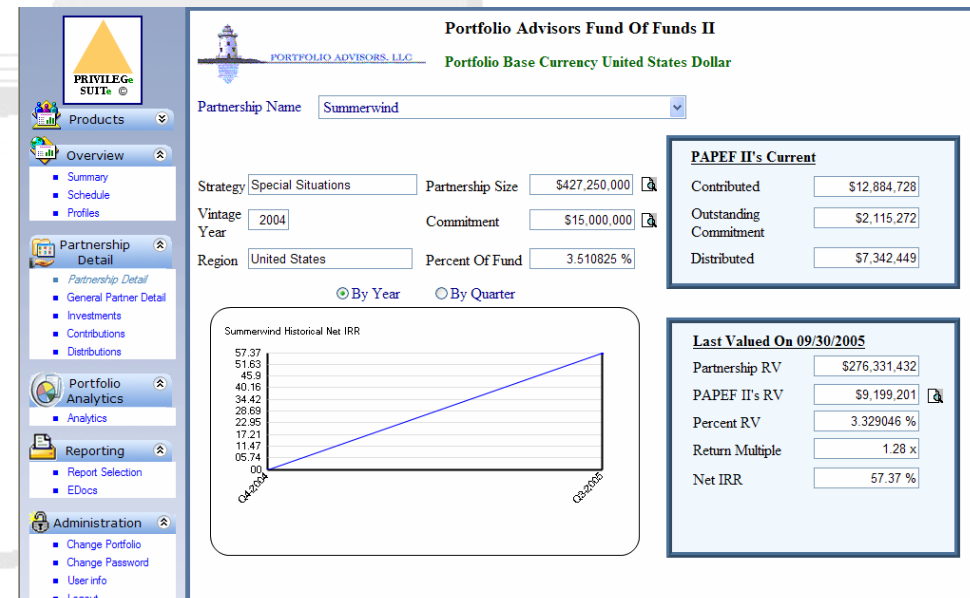 PRIVILEGe
SUITe ©
Products
Overview
Summary
Schedule
Profiles
Partnership
Detail
Partnership Detail
General Partner Detail
Investments
Contributions
Distributions
Portfolio
Analytics
Analytics
Reporting
Report Selection
EDocs
Administration
Change Portfolio
Change Password
User info
Logout
PORTFOLIO ADVISORS, LLC
Portfolio Advisors Fund Of Funds II
Portfolio Base Currency United States Dollar
Partnership Name Summerwind
Strategy Special Situations Partnership Size $427,250,000
Vintage
Year 2004 Commitment $15,000,000
Region United States Percent Of Fund 3.510825 %
By Year By Quarter
Summerwind Historical Net IRR
57.37
51.63
45.9
40.16
34.42
28.69
22.95
17.21
11.47
05.74
00
Q4-2004 Q3-2005
PAPEF II's Current
Contributed $12,884,728
Outstanding
Commitment $2,115,272
Distributed $7,342,449
Last Valued On 09/30/2005
Partnership RV $276,331,432
PAPEF II's RV $9,199,201
Percent RV 3.329046 %
Return Multiple 1.28 x
Net IRR 57.37 %